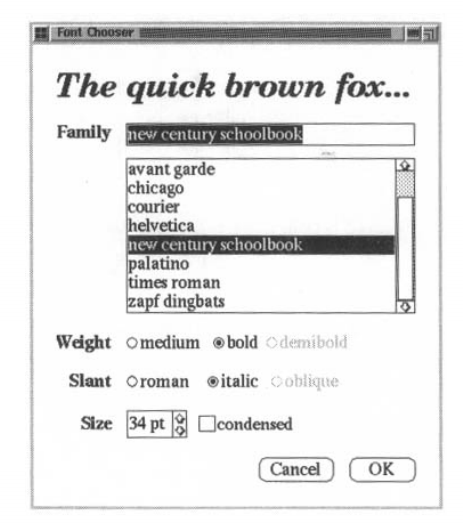 Font Chooser
The quick brown fox...
Family new century schoolbook
avant garde
chicago
courier
helvetica
new century schoolbook
palatino
times roman
zapf dingbats
Weight medium bold demibold
Slant roman italic oblique
Size 34 pt condensed
Cancel OK